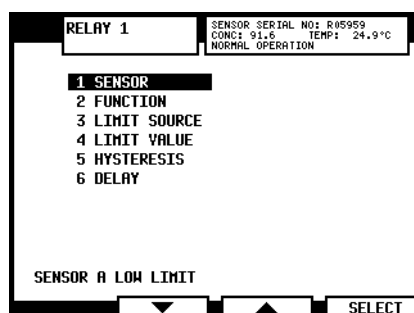 RELAY 1
SENSOR SERIAL NO: R05959
CONC: 91.6 TEMP: 24.9°C
NORMAL OPERATION
1 SENSOR
2 FUNCTION
3 LIMIT SOURCE
4 LIMIT VALUE
5 HYSTERESIS
6 DELAY
SENSOR A LOW LIMIT
SELECT